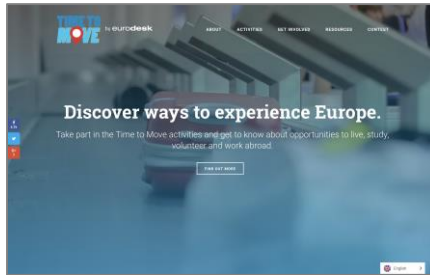 TIME TO
MOVE
by eurodesk
ABOUT
ACTIVITIES
GET INVOLVED
RESOURCES
CONTEST
Discover ways to experience Europe.
Take part in the Time to Move activities and get to know about opportunities to live, study,
volunteer and work abroad.
FIND OUT MORE
English